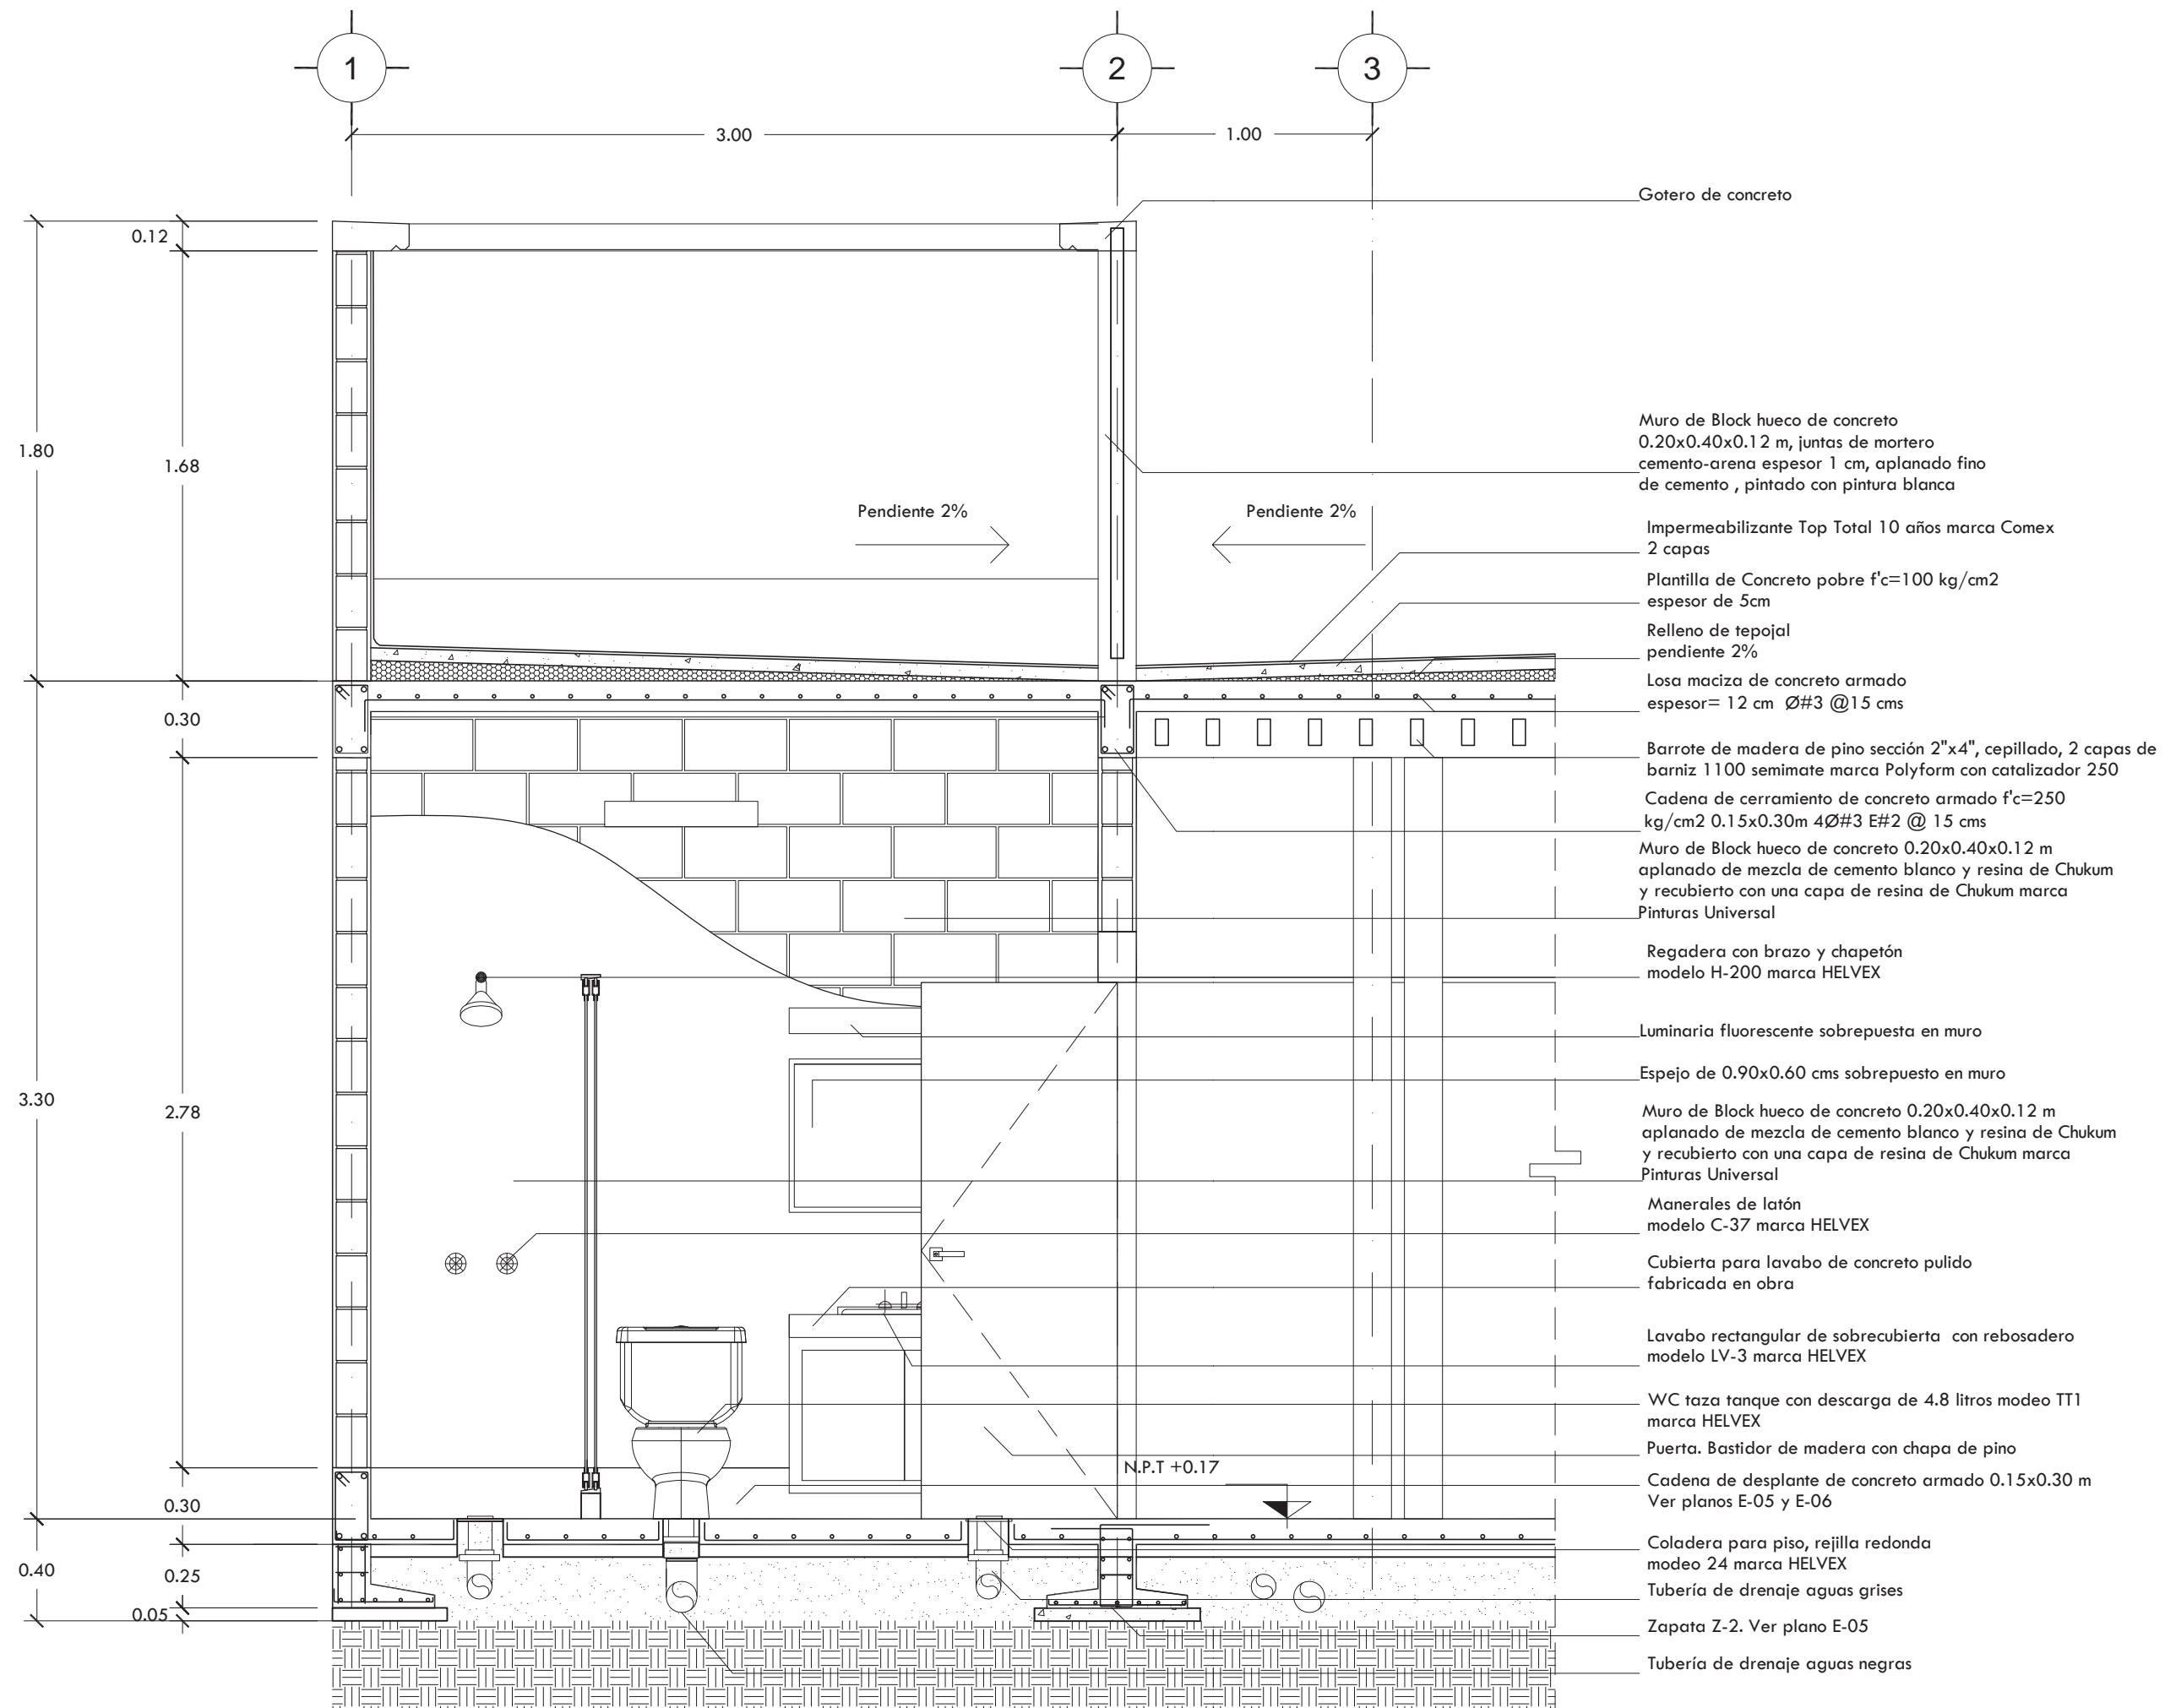 1
2
3
3.00
1.00
Gotero de concreto
0.12
Muro de Block hueco de concreto
0.20x0.40x0.12 m, juntas de mortero
cemento-arena espesor 1 cm, aplanado fino
de cemento , pintado con pintura blanca
1.80
1.68
Pendiente 2%
Pendiente 2%
Impermeabilizante Top Total 10 años marca Comex
2 capas
Plantilla de Concreto pobre f'c=100 kg/cm2
espesor de 5cm
Relleno de tepojal
pendiente 2%
Losa maciza de concreto armado
espesor= 12 cm Ø#3 @15 cms
0.30
Barrote de madera de pino sección 2"x4", cepillado, 2 capas de
barniz 1100 semimate marca Polyform con catalizador 250
Cadena de cerramiento de concreto armado f'c=250
kg/cm2 0.15x0.30m 4Ø#3 E#2 @ 15 cms
Muro de Block hueco de concreto 0.20x0.40x0.12 m
aplanado de mezcla de cemento blanco y resina de Chukum
y recubierto con una capa de resina de Chukum marca
Pinturas Universal
Regadera con brazo y chapetón
modelo H-200 marca HELVEX
Luminaria fluorescente sobrepuesta en muro
Espejo de 0.90x0.60 cms sobrepuesto en muro
3.30
2.78
Muro de Block hueco de concreto 0.20x0.40x0.12 m
aplanado de mezcla de cemento blanco y resina de Chukum
y recubierto con una capa de resina de Chukum marca
Pinturas Universal
Manerales de latón
modelo C-37 marca HELVEX
Cubierta para lavabo de concreto pulido
fabricada en obra
Lavabo rectangular de sobrecubierta con rebosadero
modelo LV-3 marca HELVEX
WC taza tanque con descarga de 4.8 litros modeo TT1
marca HELVEX
Puerta. Bastidor de madera con chapa de pino
N.P.T +0.17
Cadena de desplante de concreto armado 0.15x0.30 m
Ver planos E-05 y E-06
0.30
Coladera para piso, rejilla redonda
modeo 24 marca HELVEX
0.40
0.25
Tubería de drenaje aguas grises
0.05
Zapata Z-2. Ver plano E-05
Tubería de drenaje aguas negras